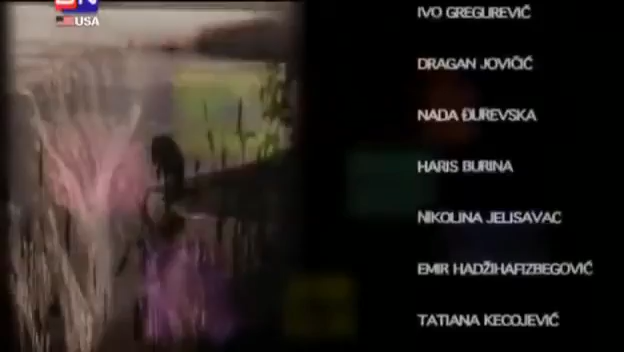 BN
USA
IVO GREGUREVIĆ
DRAGAN JOVIČIĆ
NADA ĐUREVSKA
HARIS BURINA
NIKOLINA JELISAVAC
EMIR HADŽIHAFIZBEGOVIĆ
TATIANA KECOJEVIĆ